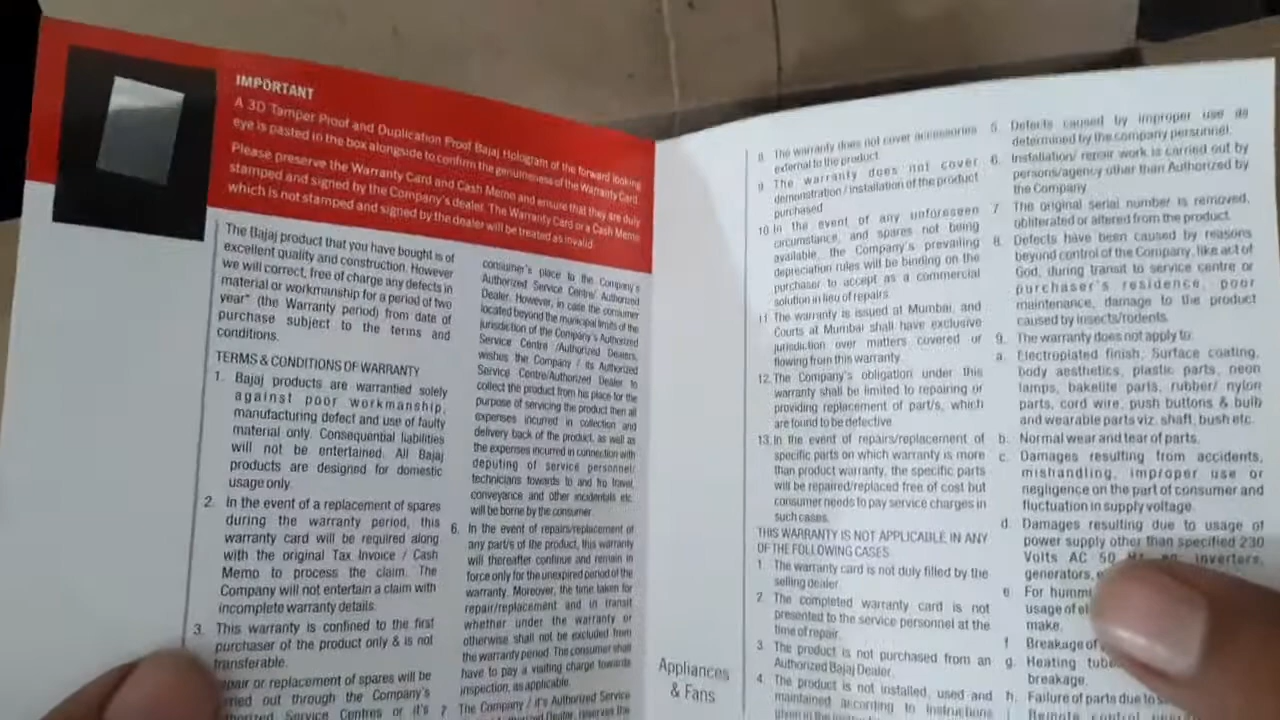 IMPORTANT
A 3D Tamper Proof and Duplication Proof Bajaj Hologram of the forward looking
eye is pasted in the box alongside to confirm the genuineness of the Warranty Card.
Please preserve the Warranty Card and Cash Memo and ensure that they are duly
stamped and signed by the Company's dealer. The Warranty Card or a Cash Memo
which is not stamped and signed by the dealer will be treated as invalid.
The Bajaj product that you have bought is of
excellent quality and construction. However
we will correct, free of charge any defects in
material or workmanship for a period of two
year* (the Warranty period) from date of
purchase subject to the terms and
conditions.
TERMS & CONDITIONS OF WARRANTY
1. Bajaj products are warrantied solely
against poor workmanship,
manufacturing defect and use of faulty
material only. Consequential liabilities
will not be entertained. All Bajaj
products are designed for domestic
usage only.
2. In the event of a replacement of spares
during the warranty period, this
warranty card will be required along
with the original Tax Invoice / Cash
Memo to process the claim. The
Company will not entertain a claim with
incomplete warranty details.
3. This warranty is confined to the first
purchaser of the product only & is not
transferable.
or replacement of spares will be
out through the Company's
Service Centres or it's
consumer's place to the Company's
Authorized Service Centre/ Authorized
Dealer. However, in case the consumer
located beyond the municipal limits of the
jurisdiction of the Company's Authorized
Service Centre /Authorized Dealers,
wishes the Company / its Authorized
Service Centre/Authorized Dealer to
collect the product from his place for the
purpose of servicing the product then all
expenses incurred in collection and
delivery back of the product, as well as
the expenses incurred in connection with
deputing of service personnel/
technicians towards to and fro travel,
conveyance and other incidentals etc.
will be borne by the consumer.
6. In the event of repairs/replacement of
any part/s of the product, this warranty
will thereafter continue and remain in
force only for the unexpired period of the
warranty. Moreover, the time taken for
repair/replacement and in transit
whether under the warranty or
otherwise shall not be excluded from
the warranty period. The consumer shall
have to pay a visiting charge towards
inspection, as applicable.
7. The Company / it's Authorized Service
Dealer, reserves the
Appliances
& Fans
8. The warranty does not cover accessories
external to the product.
9. The warranty does not cover
demonstration / installation of the product
purchased
10. In the event of any unforeseen
circumstance, and spares not being
available, the Company's prevailing
depreciation rules will be binding on the
purchaser to accept as a commercial
solution in lieu of repairs.
11. The warranty is issued at Mumbai, and
Courts at Mumbai shall have exclusive
jurisdiction over matters covered or
flowing from this warranty.
12. The Company's obligation under this
warranty shall be limited to repairing or
providing replacement of part/s, which
are found to be defective.
13. In the event of repairs/replacement of
specific parts on which warranty is more
than product warranty, the specific parts
will be repaired/replaced free of cost but
consumer needs to pay service charges in
such cases.
THIS WARRANTY IS NOT APPLICABLE IN ANY
OF THE FOLLOWING CASES
1. The warranty card is not duly filled by the
selling dealer.
2. The completed warranty card is not
presented to the service personnel at the
time of repair.
3. The product is not purchased from an
Authorized Bajaj Dealer.
4. The product is not installed, used and
maintained according to instructions
given in the
5. Defects caused by improper use as
determined by the company personnel.
6. Installation/ repair work is carried out by
persons/agency other than Authorized by
the Company.
7. The original serial number is removed,
obliterated or altered from the product.
8. Defects have been caused by reasons
beyond control of the Company, like act of
God, during transit to service centre or
purchaser's residence, poor
maintenance, damage to the product
caused by insects/rodents.
9. The warranty does not apply to:
a. Electroplated finish, Surface coating,
body aesthetics, plastic parts, neon
lamps, bakelite parts, rubber/ nylon
parts, cord wire, push buttons & bulb
and wearable parts viz. shaft, bush etc.
b. Normal wear and tear of parts.
c. Damages resulting from accidents,
mishandling, improper use or
negligence on the part of consumer and
fluctuation in supply voltage.
d. Damages resulting due to usage of
power supply other than specified 230
Volts AC 50 Hz inverters,
generators,
e. For
usage of
make.
f. Breakage of
g. Heating
breakage.
h. Failure of parts due to